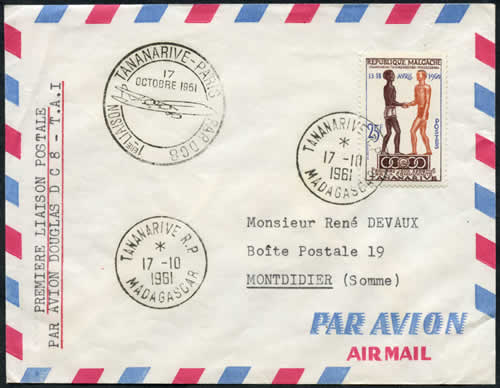 PREMIERE LIAISON POSTALE
PAR AVION DOUGLAS D C 8 - T.A.I
TANANARIVE-PARIS PAR DC8
1ère LIAISON
17
OCTOBRE 1961
REPUBLIQUE MALGACHE
13-18 AVRIL 1960
25F
POSTES
TANANARIVE
*
17 -10
1961
MADAGASCAR
TANANARIVE R.P
*
17 -10
1961
MADAGASCAR
Monsieur René DEVAUX
Boîte Postale 19
MONTDIDIER (Somme)
PAR AVION
AIR MAIL